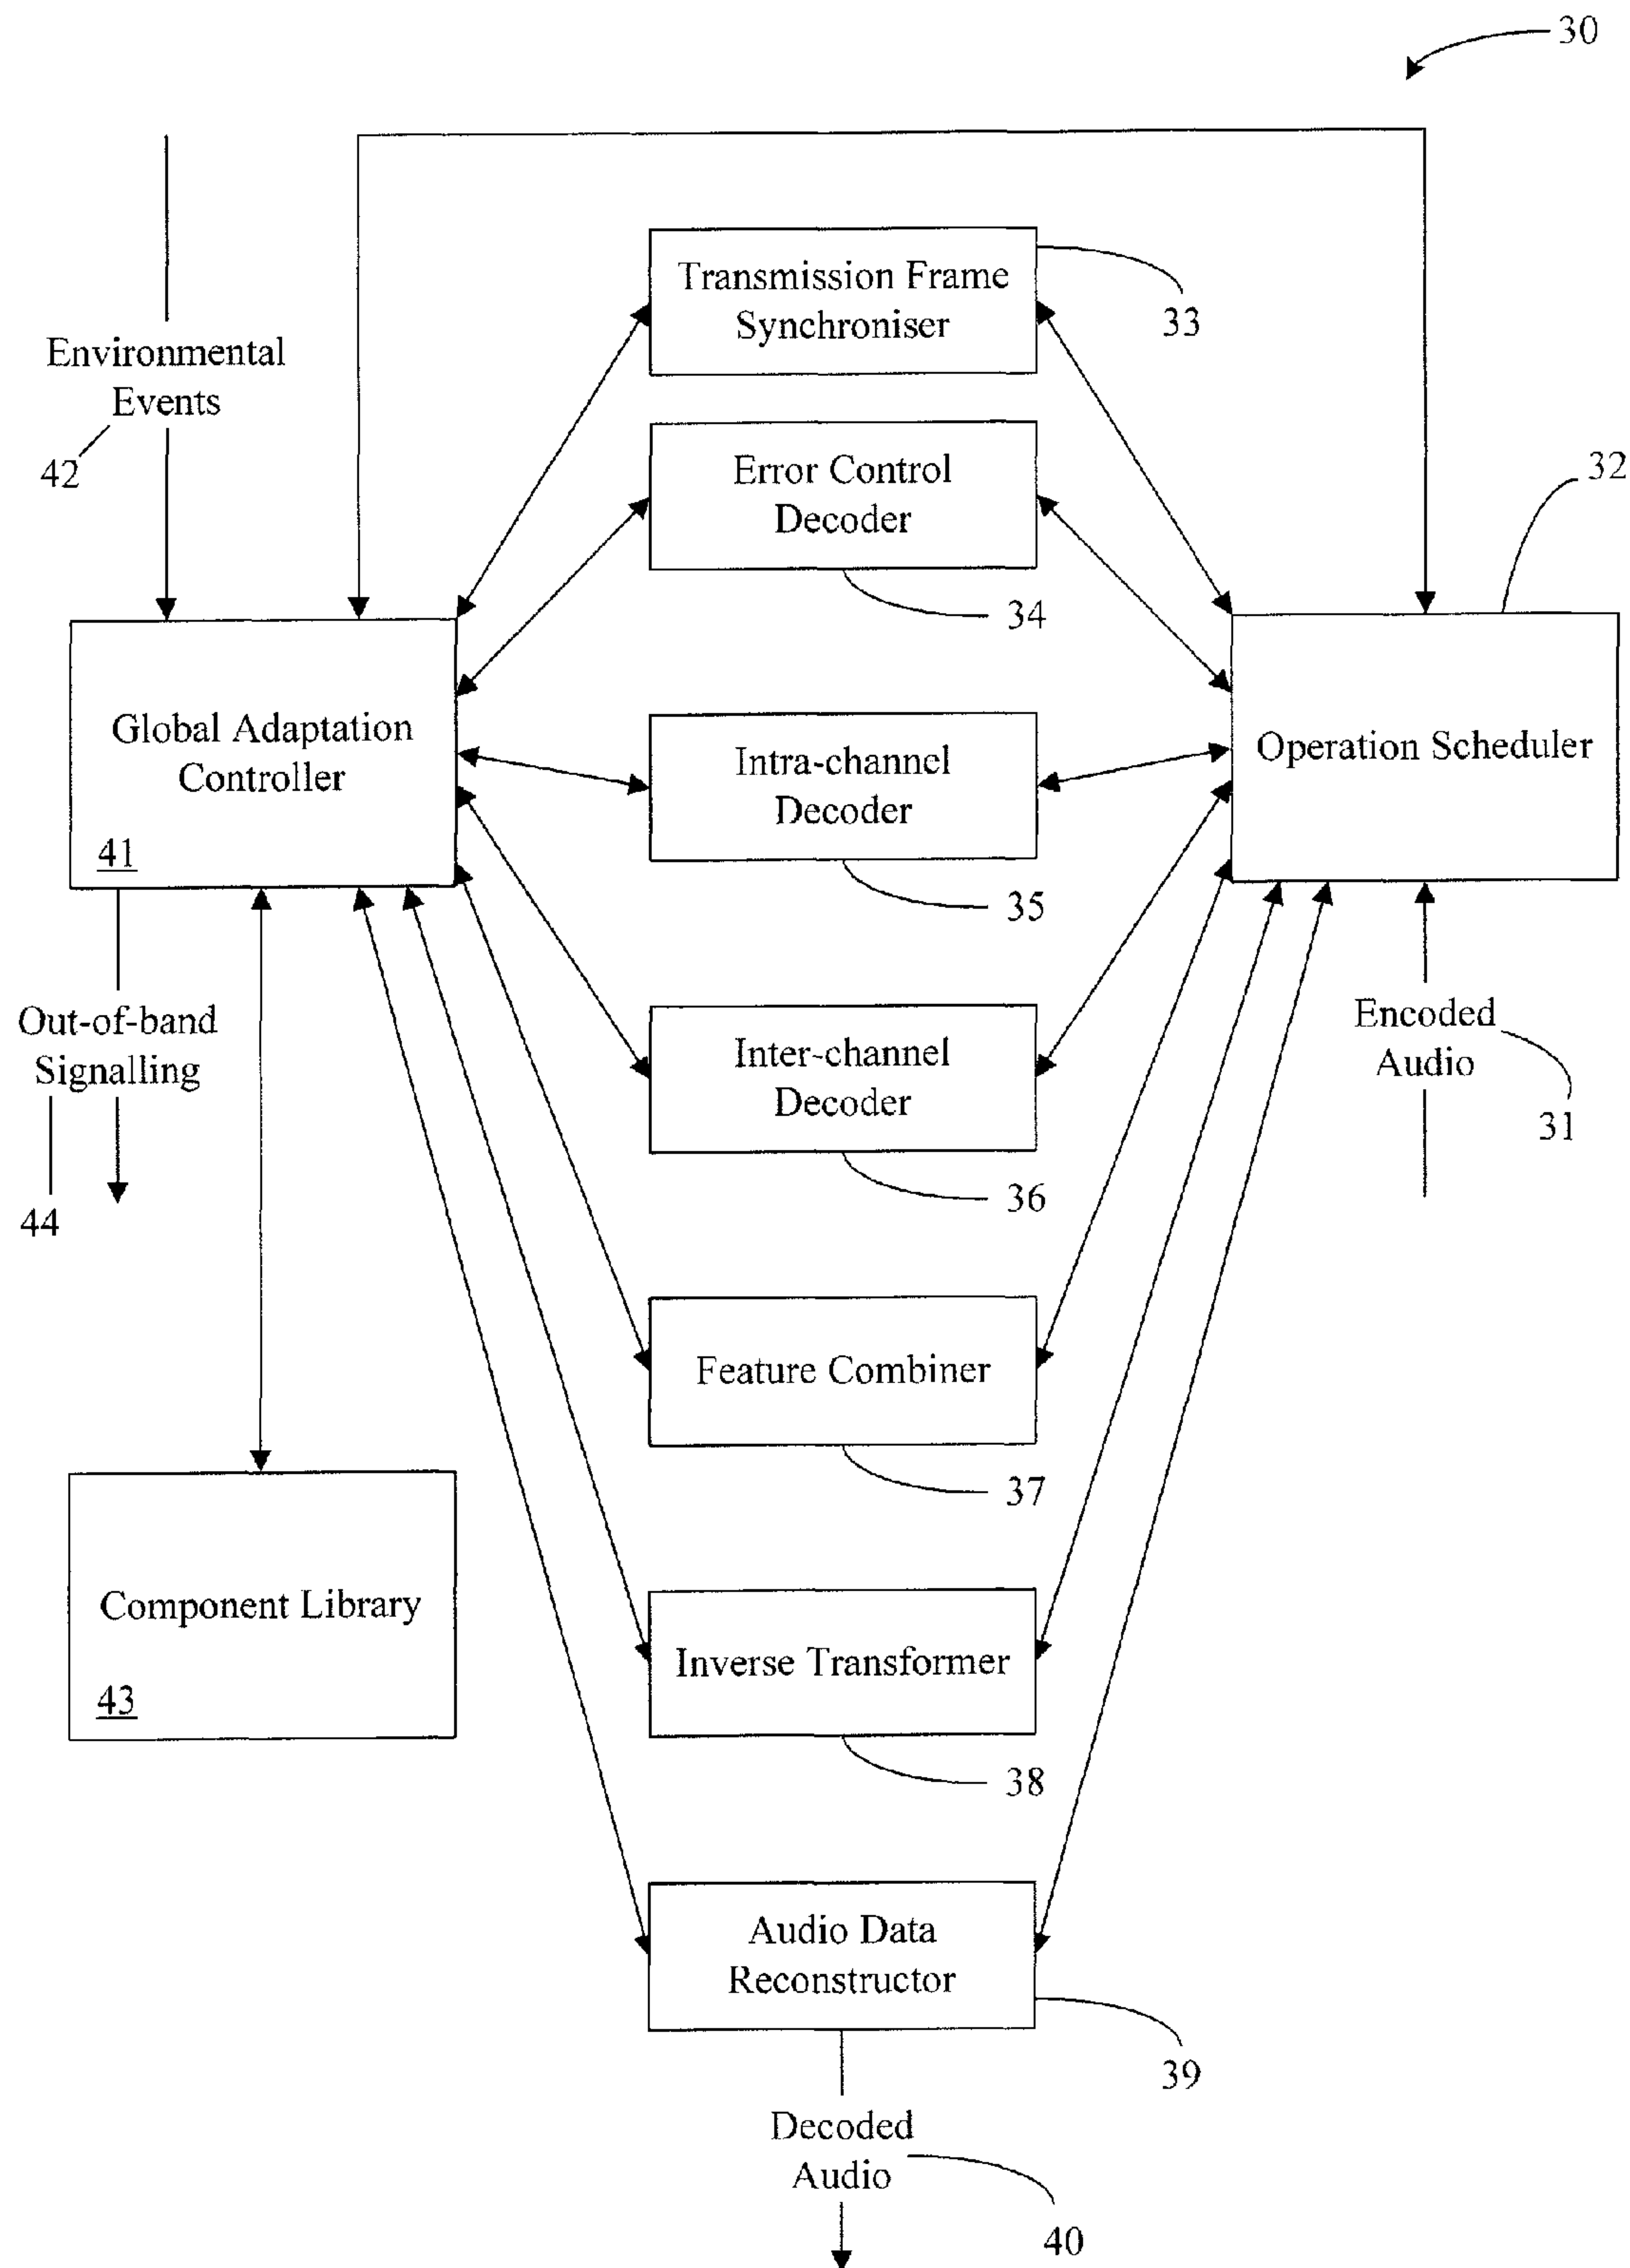 30
Transmission Frame
Synchroniser
33
Environmental
Events
42
Error Control
Decoder
34
32
Global Adaptation
Controller
41
Intra-channel
Decoder
35
Operation Scheduler
Out-of-band
Signalling
44
Inter-channel
Decoder
36
Encoded
Audio
31
Feature Combiner
37
Component Library
43
Inverse Transformer
38
Audio Data
Reconstructor
39
Decoded
Audio
40